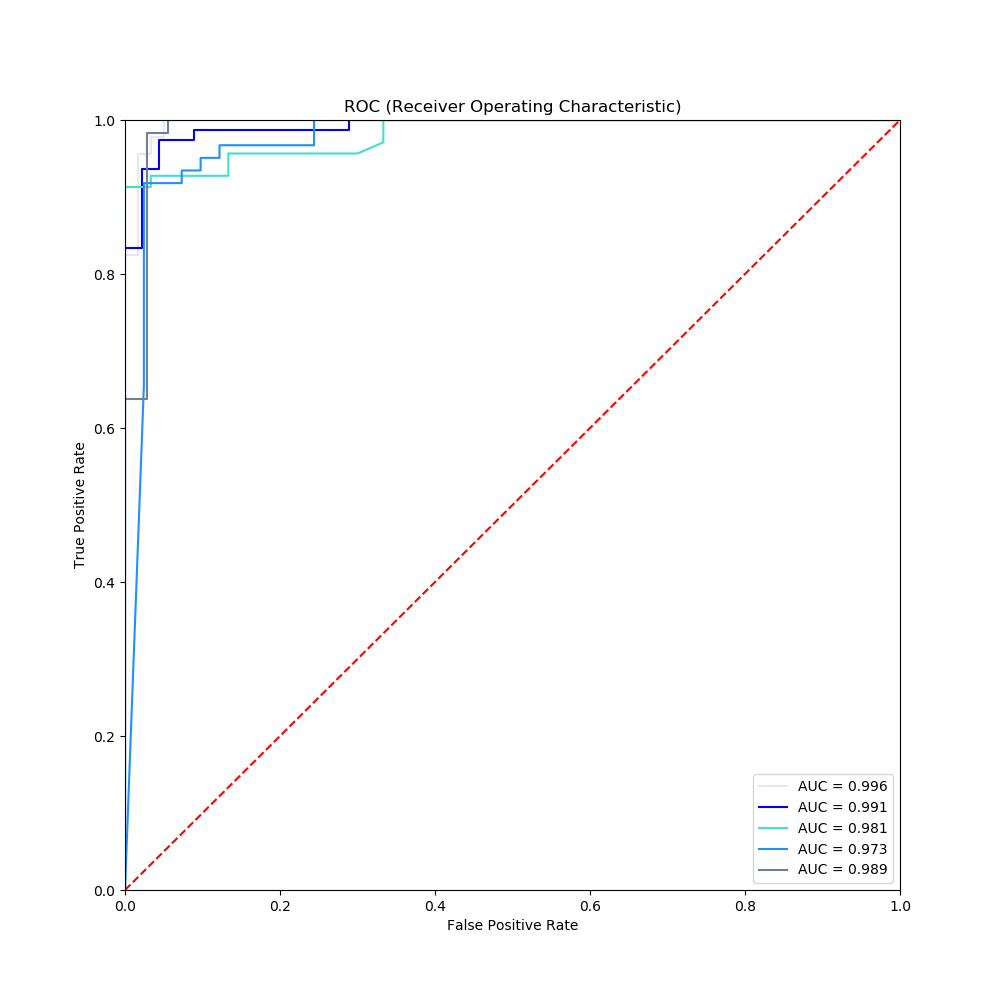 ROC (Receiver Operating Characteristic)
1.0
0.8
0.6
0.4
0.2
0.0
True Positive Rate
0.0 0.2 0.4 0.6 0.8 1.0
False Positive Rate
AUC = 0.996
AUC = 0.991
AUC = 0.981
AUC = 0.973
AUC = 0.989